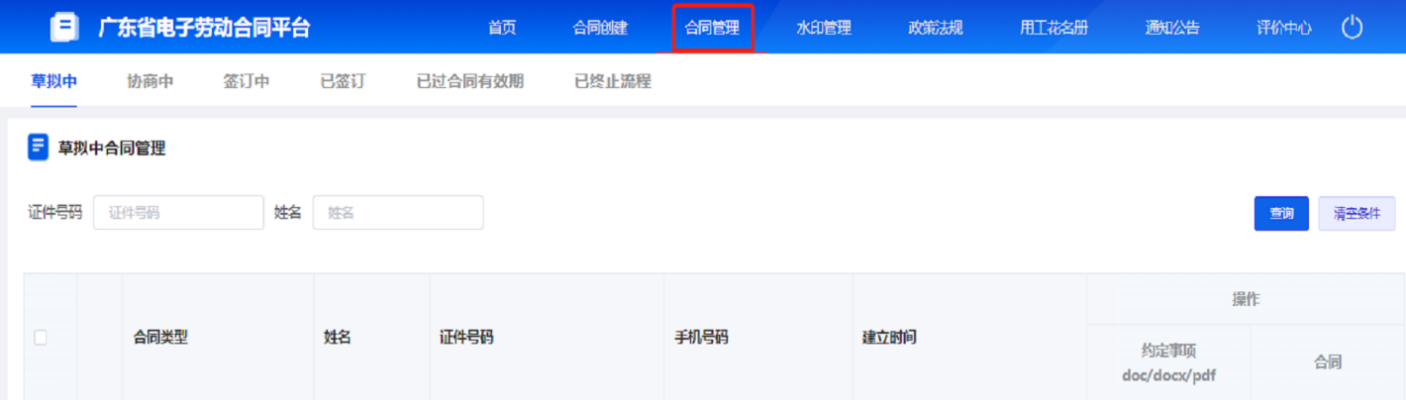 广东省电子劳动合同平台 首页 合同创建 合同管理 水印管理 政策法规 用工花名册 通知公告 评价中心
草拟中 协商中 签订中 已签订 已过合同有效期 已终止流程
草拟中合同管理
证件号码 证件号码 姓名 姓名 查询 清空条件
操作
合同类型 姓名 证件号码 手机号码 建立时间
约定事项
doc/docx/pdf
合同